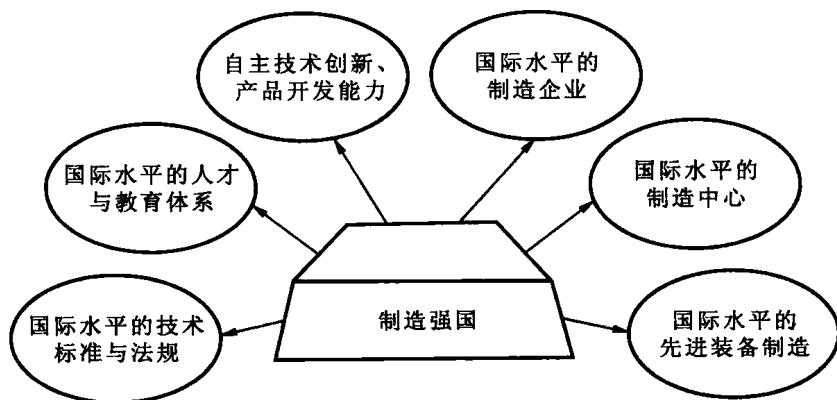 自主技术创新、
产品开发能力
国际水平的
制造企业
国际水平的人才
与教育体系
国际水平的
制造中心
国际水平的技术
标准与法规
制造强国
国际水平的
先进装备制造